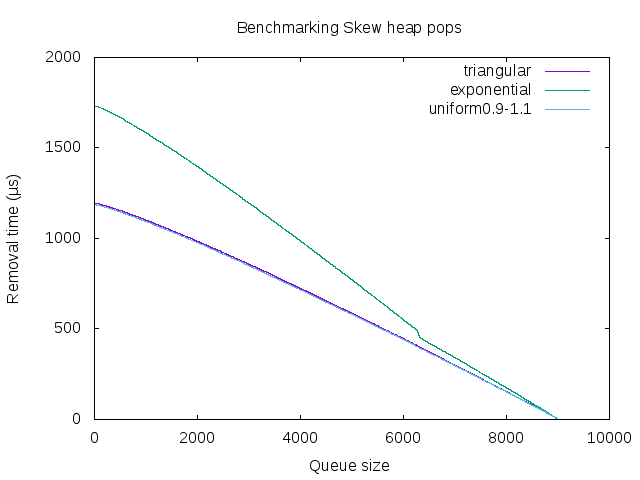 Benchmarking Skew heap pops
triangular
exponential
uniform0.9-1.1
2000
1500
1000
500
0
Removal time (µs)
0 2000 4000 6000 8000 10000
Queue size